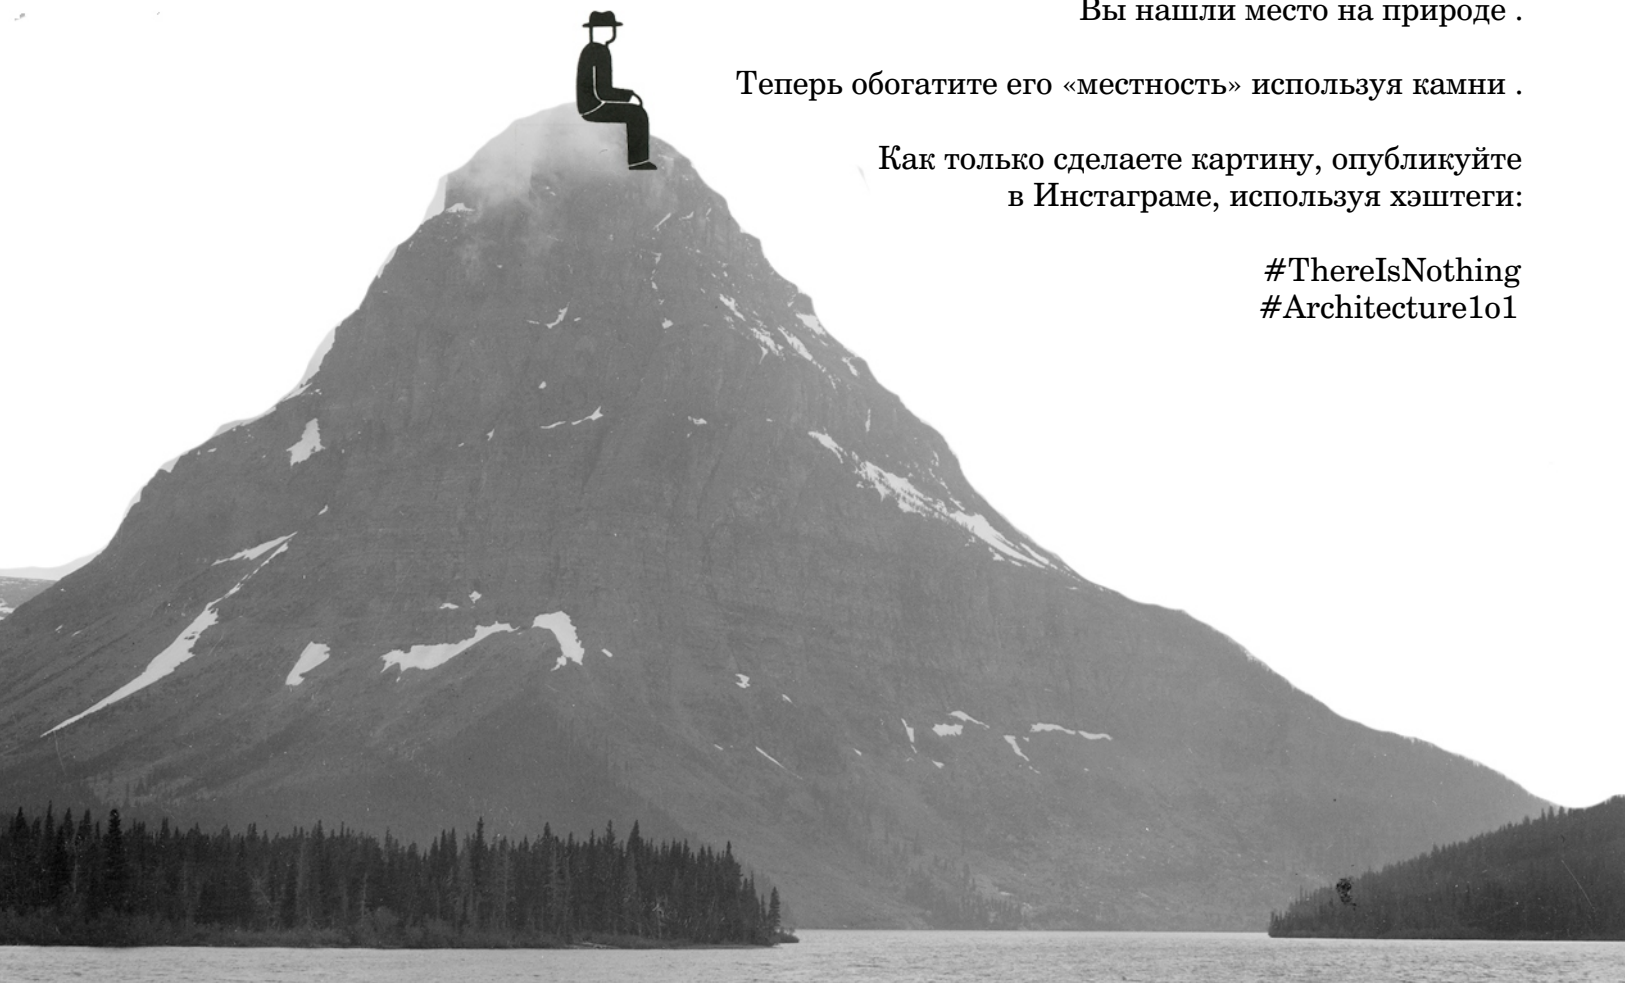 Вы нашли место на природе .
Теперь обогатите его «местность» используя камни .
Как только сделаете картину, опубликуйте
в Инстаграме, используя хэштеги:
#ThereIsNothing
#Architecture1o1